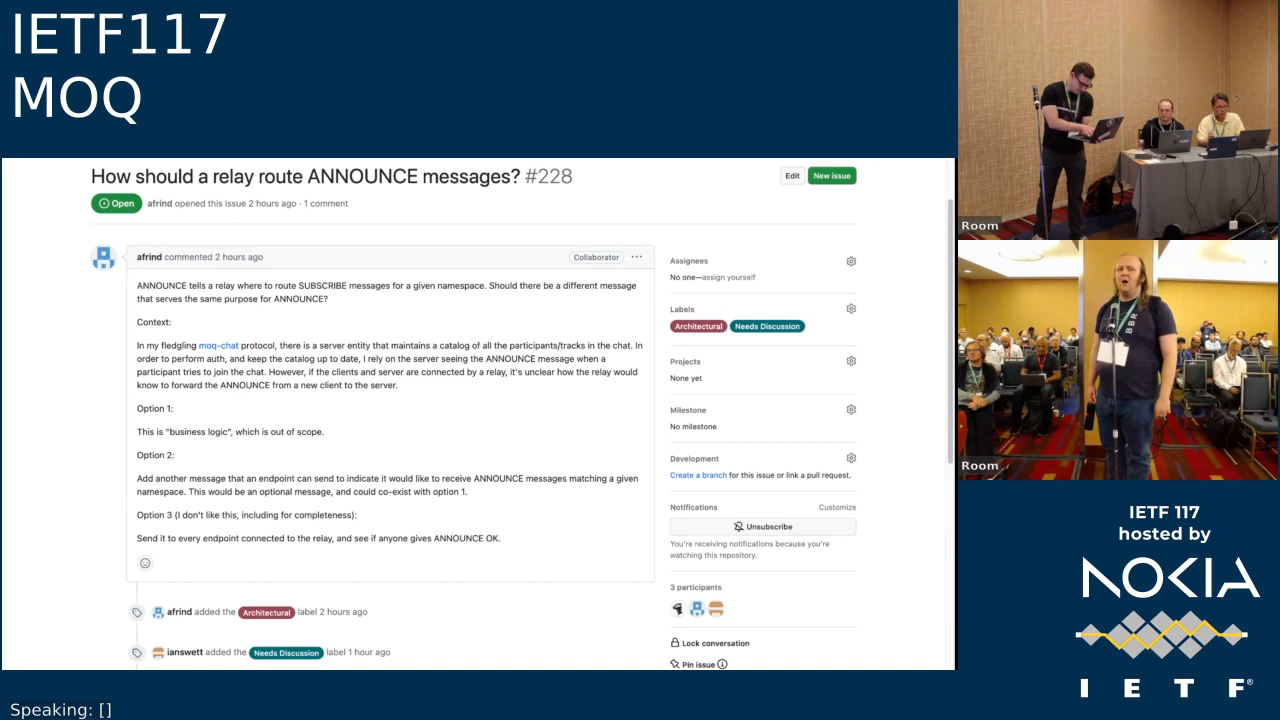 IETF117
MOQ
How should a relay route ANNOUNCE messages? #228
Edit
New issue
Open
afrind opened this issue 2 hours ago · 1 comment
afrind commented 2 hours ago
Collaborator
ANNOUNCE tells a relay where to route SUBSCRIBE messages for a given namespace. Should there be a different message
that serves the same purpose for ANNOUNCE?
Context:
In my fledgling moq-chat protocol, there is a server entity that maintains a catalog of all the participants/tracks in the chat. In
order to perform auth, and keep the catalog up to date, I rely on the server seeing the ANNOUNCE message when a
participant tries to join the chat. However, if the clients and server are connected by a relay, it's unclear how the relay would
know to forward the ANNOUNCE from a new client to the server.
Option 1:
This is "business logic", which is out of scope.
Option 2:
Add another message that an endpoint can send to indicate it would like to receive ANNOUNCE messages matching a given
namespace. This would be an optional message, and could co-exist with option 1.
Option 3 (I don't like this, including for completeness):
Send it to every endpoint connected to the relay, and see if anyone gives ANNOUNCE OK.
afrind added the Architectural label 2 hours ago
ianswett added the Needs Discussion label 1 hour ago
Assignees
No one—assign yourself
Labels
Architectural Needs Discussion
Projects
None yet
Milestone
No milestone
Development
Create a branch for this issue or link a pull request.
Notifications
Customize
Unsubscribe
You're receiving notifications because you're
watching this repository.
3 participants
Lock conversation
Pin issue
Room
BBR
Room
IETF 117
hosted by
NOKIA
I E T F®
Speaking: []